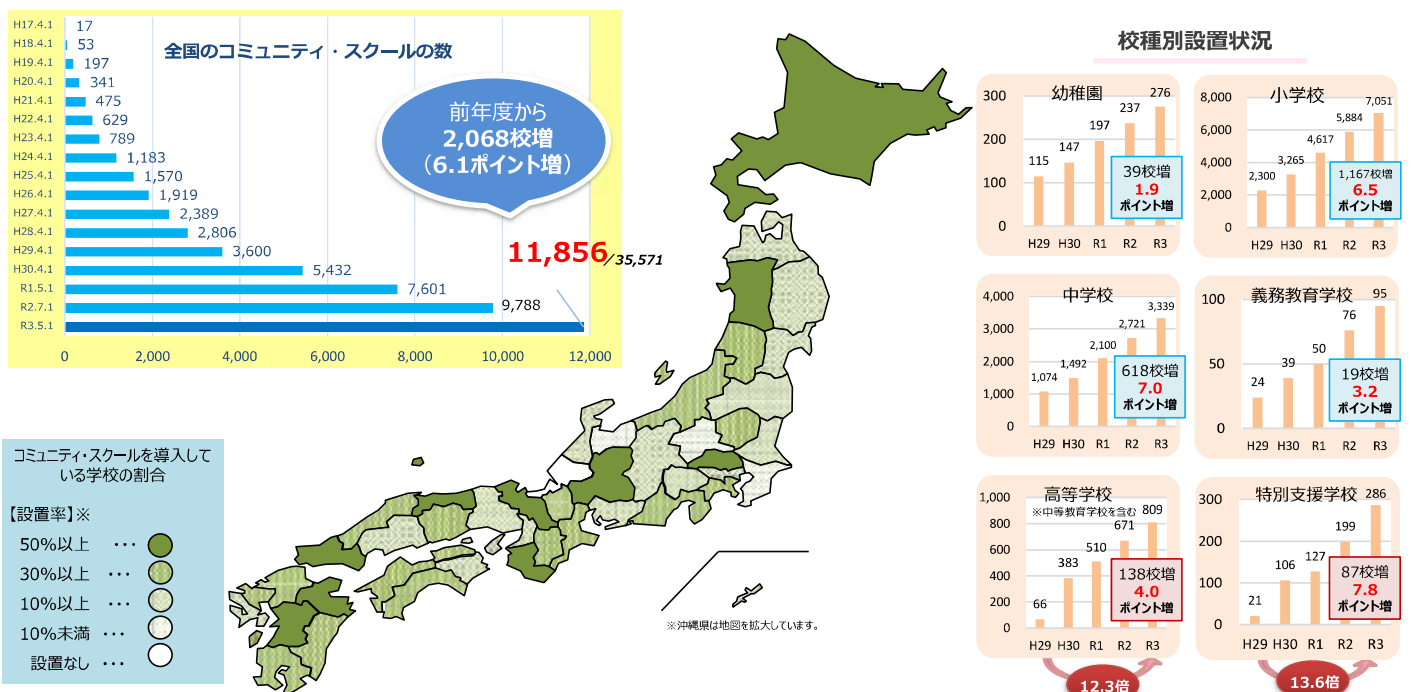 全国のコミュニティ・スクールの数
H17.4.1 17
H18.4.1 53
H19.4.1 197
H20.4.1 341
H21.4.1 475
H22.4.1 629
H23.4.1 789
H24.4.1 1,183
H25.4.1 1,570
H26.4.1 1,919
H27.4.1 2,389
H28.4.1 2,806
H29.4.1 3,600
H30.4.1 5,432
R1.5.1 7,601
R2.7.1 9,788
R3.5.1
0 2,000 4,000 6,000 8,000 10,000 12,000
前年度から
2,068校増
（6.1ポイント増）
11,856/35,571
コミュニティ・スクールを導入して
いる学校の割合
【設置率】※
50%以上 ・・・
30%以上 ・・・
10%以上 ・・・
10%未満 ・・・
設置なし ・・・
※沖縄県は地図を拡大しています。
校種別設置状況
幼稚園
300
200
100
0
115 147 197 237 276
39校増
1.9
ポイント増
H29 H30 R1 R2 R3
小学校
8,000
6,000
4,000
2,000
0
2,300 3,265 4,617 5,884 7,051
1,167校増
6.5
ポイント増
H29 H30 R1 R2 R3
中学校
4,000
3,000
2,000
1,000
0
1,074 1,492 2,100 2,721 3,339
618校増
7.0
ポイント増
H29 H30 R1 R2 R3
義務教育学校
100
50
0
24 39 50 76 95
19校増
3.2
ポイント増
H29 H30 R1 R2 R3
高等学校
※中等教育学校を含む
1,000
800
600
400
200
0
66 383 510 671 809
138校増
4.0
ポイント増
H29 H30 R1 R2 R3
12.3倍
特別支援学校
300
200
100
0
21 106 127 199 286
87校増
7.8
ポイント増
H29 H30 R1 R2 R3
13.6倍